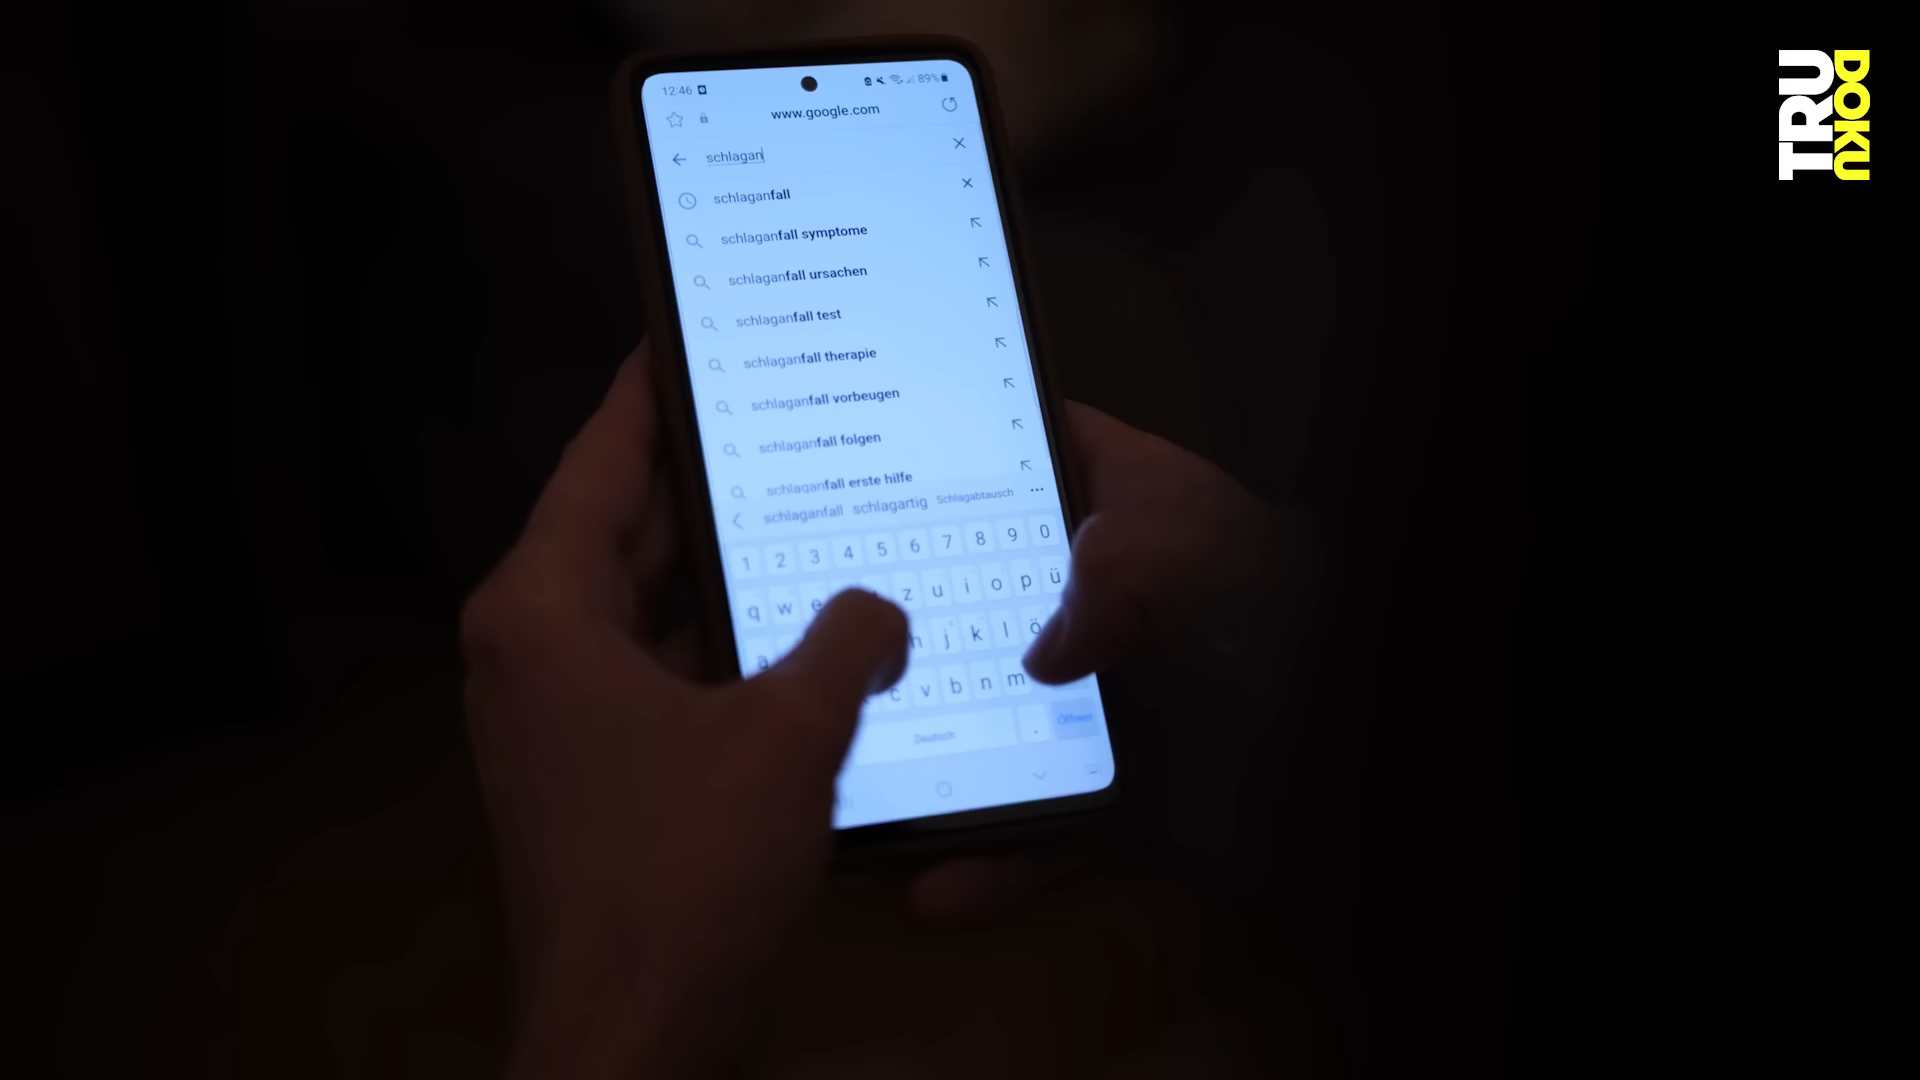 12:46
89%
www.google.com
schlagan
schlaganfall
schlaganfall symptome
schlaganfall ursachen
schlaganfall test
schlaganfall therapie
schlaganfall vorbeugen
schlaganfall folgen
schlaganfall erste hilfe
schlaganfall schlagartig Schlagabtausch
1 2 3 4 5 6 7 8 9 0
q w e z u i o p ü
a h j k l ö
c v b n m
Deutsch . Öffnen
TRU
DOKU